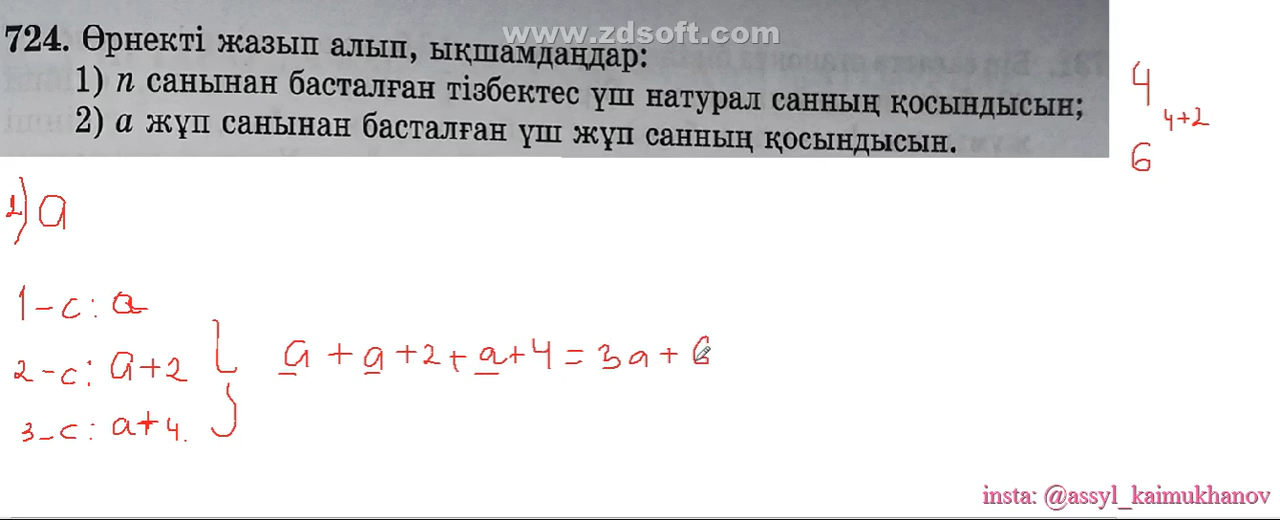 www.zdsoft.com
724. Өрнекті жазып алып, ықшамдаңдар:
1) n санынан басталған тізбектес үш натурал санның қосындысын;
2) a жұп санынан басталған үш жұп санның қосындысын.
4
4+2
6
2) a
1-с: a
2-с: a+2
3-с: a+4.
a + a + 2 + a + 4 = 3a + 6
insta: @assyl_kaimukhanov